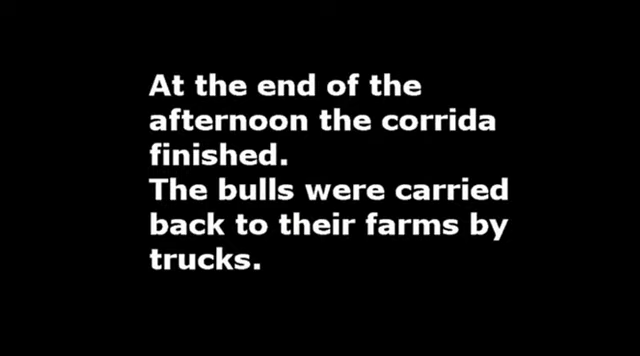 At the end of the
afternoon the corrida
finished.
The bulls were carried
back to their farms by
trucks.